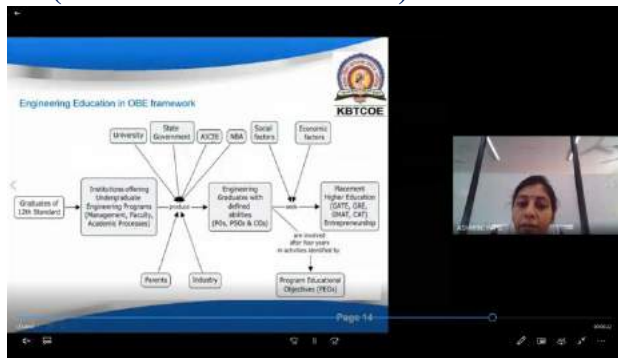 KBTCOE
Engineering Education in OBE framework
University
State
Government
AICTE
NBA
Social
factors
Economic
factors
Graduates of
12th Standard
Institutions offering
Undergraduate
Engineering Programs
(Management, Faculty,
Academic Processes)
produce
Engineering
Graduates with
defined
abilities
(POs, PSOs & COs)
seek
Placement
Higher Education
(GATE, GRE,
GMAT, CAT)
Entrepreneurship
are involved
after four years
in activities identified by
Parents
Industry
Program Educational
Objectives (PEOs)
Page 14